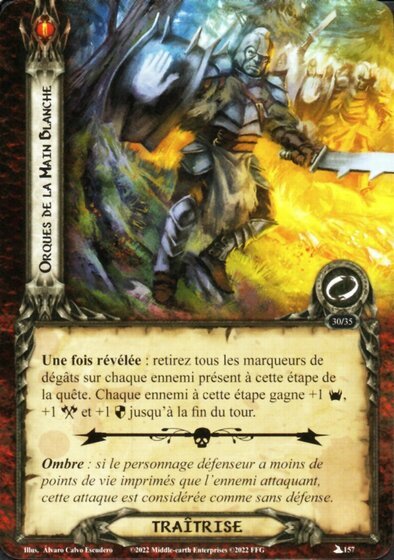 Orques de la Main Blanche
30/35
Une fois révélée : retirez tous les marqueurs de
dégâts sur chaque ennemi présent à cette étape de
la quête. Chaque ennemi à cette étape gagne +1 ,
+1 et +1 jusqu'à la fin du tour.
Ombre : si le personnage défenseur a moins de
points de vie imprimés que l'ennemi attaquant,
cette attaque est considérée comme sans défense.
TRAÎTRISE
Illus. Álvaro Calvo Escudero ©2022 Middle-earth Enterprises ©2022 FFG 157